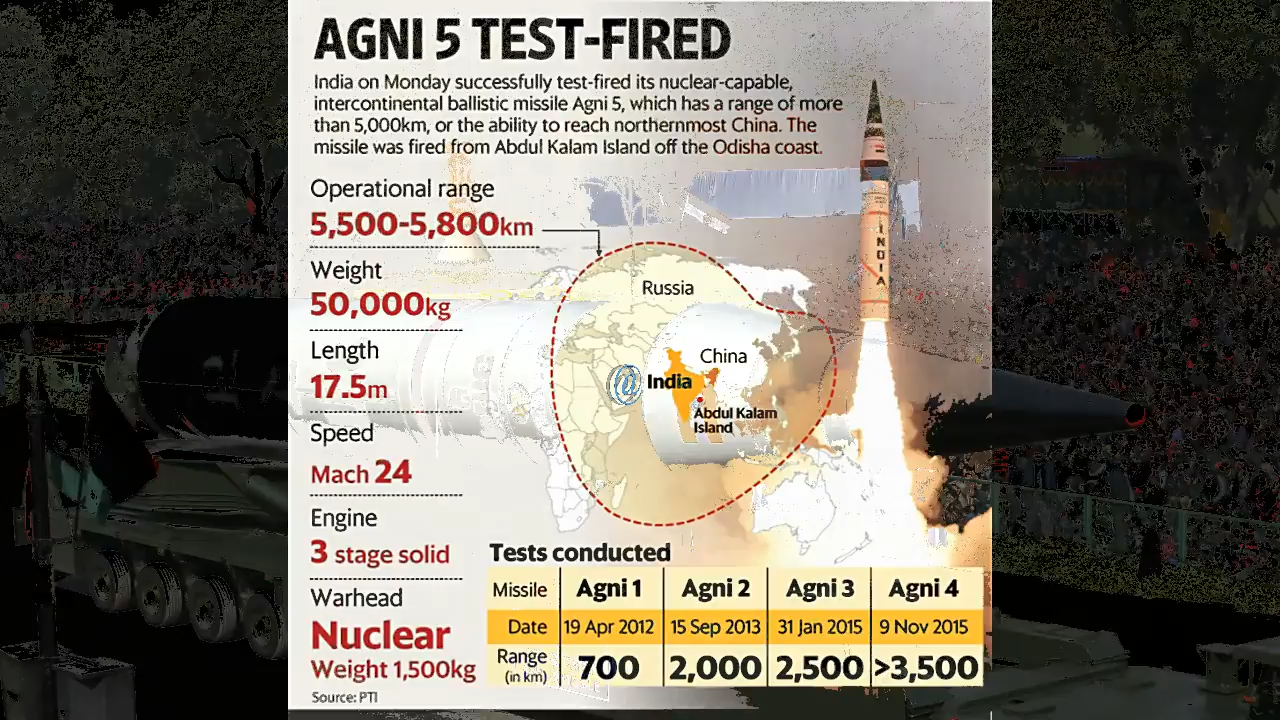 AGNI 5 TEST-FIRED
India on Monday successfully test-fired its nuclear-capable,
intercontinental ballistic missile Agni 5, which has a range of more
than 5,000km, or the ability to reach northernmost China. The
missile was fired from Abdul Kalam Island off the Odisha coast.
Operational range
5,500-5,800km
Weight
50,000kg
Length
17.5m
Speed
Mach 24
Engine
3 stage solid
Warhead
Nuclear
Weight 1,500kg
Source: PTI
Russia
China
India
Abdul Kalam
Island
INDIA
Tests conducted
Missile Agni 1 Agni 2 Agni 3 Agni 4
Date 19 Apr 2012 15 Sep 2013 31 Jan 2015 9 Nov 2015
Range (in km) 700 2,000 2,500 >3,500